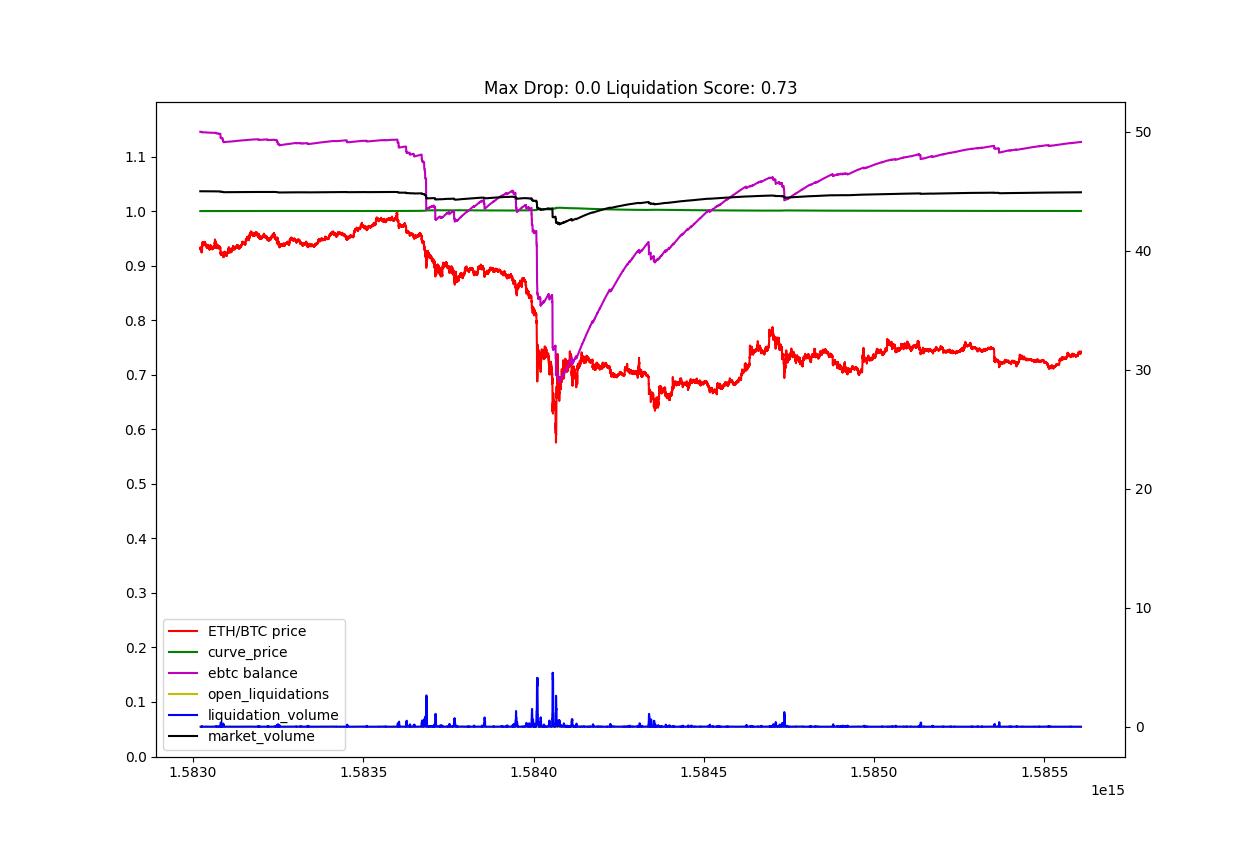 Max Drop: 0.0 Liquidation Score: 0.73
1.1
1.0
0.9
0.8
0.7
0.6
0.5
0.4
0.3
0.2
0.1
0.0
50
40
30
20
10
0
ETH/BTC price
curve_price
ebtc balance
open_liquidations
liquidation_volume
market_volume
1.5830 1.5835 1.5840 1.5845 1.5850 1.5855
1e15